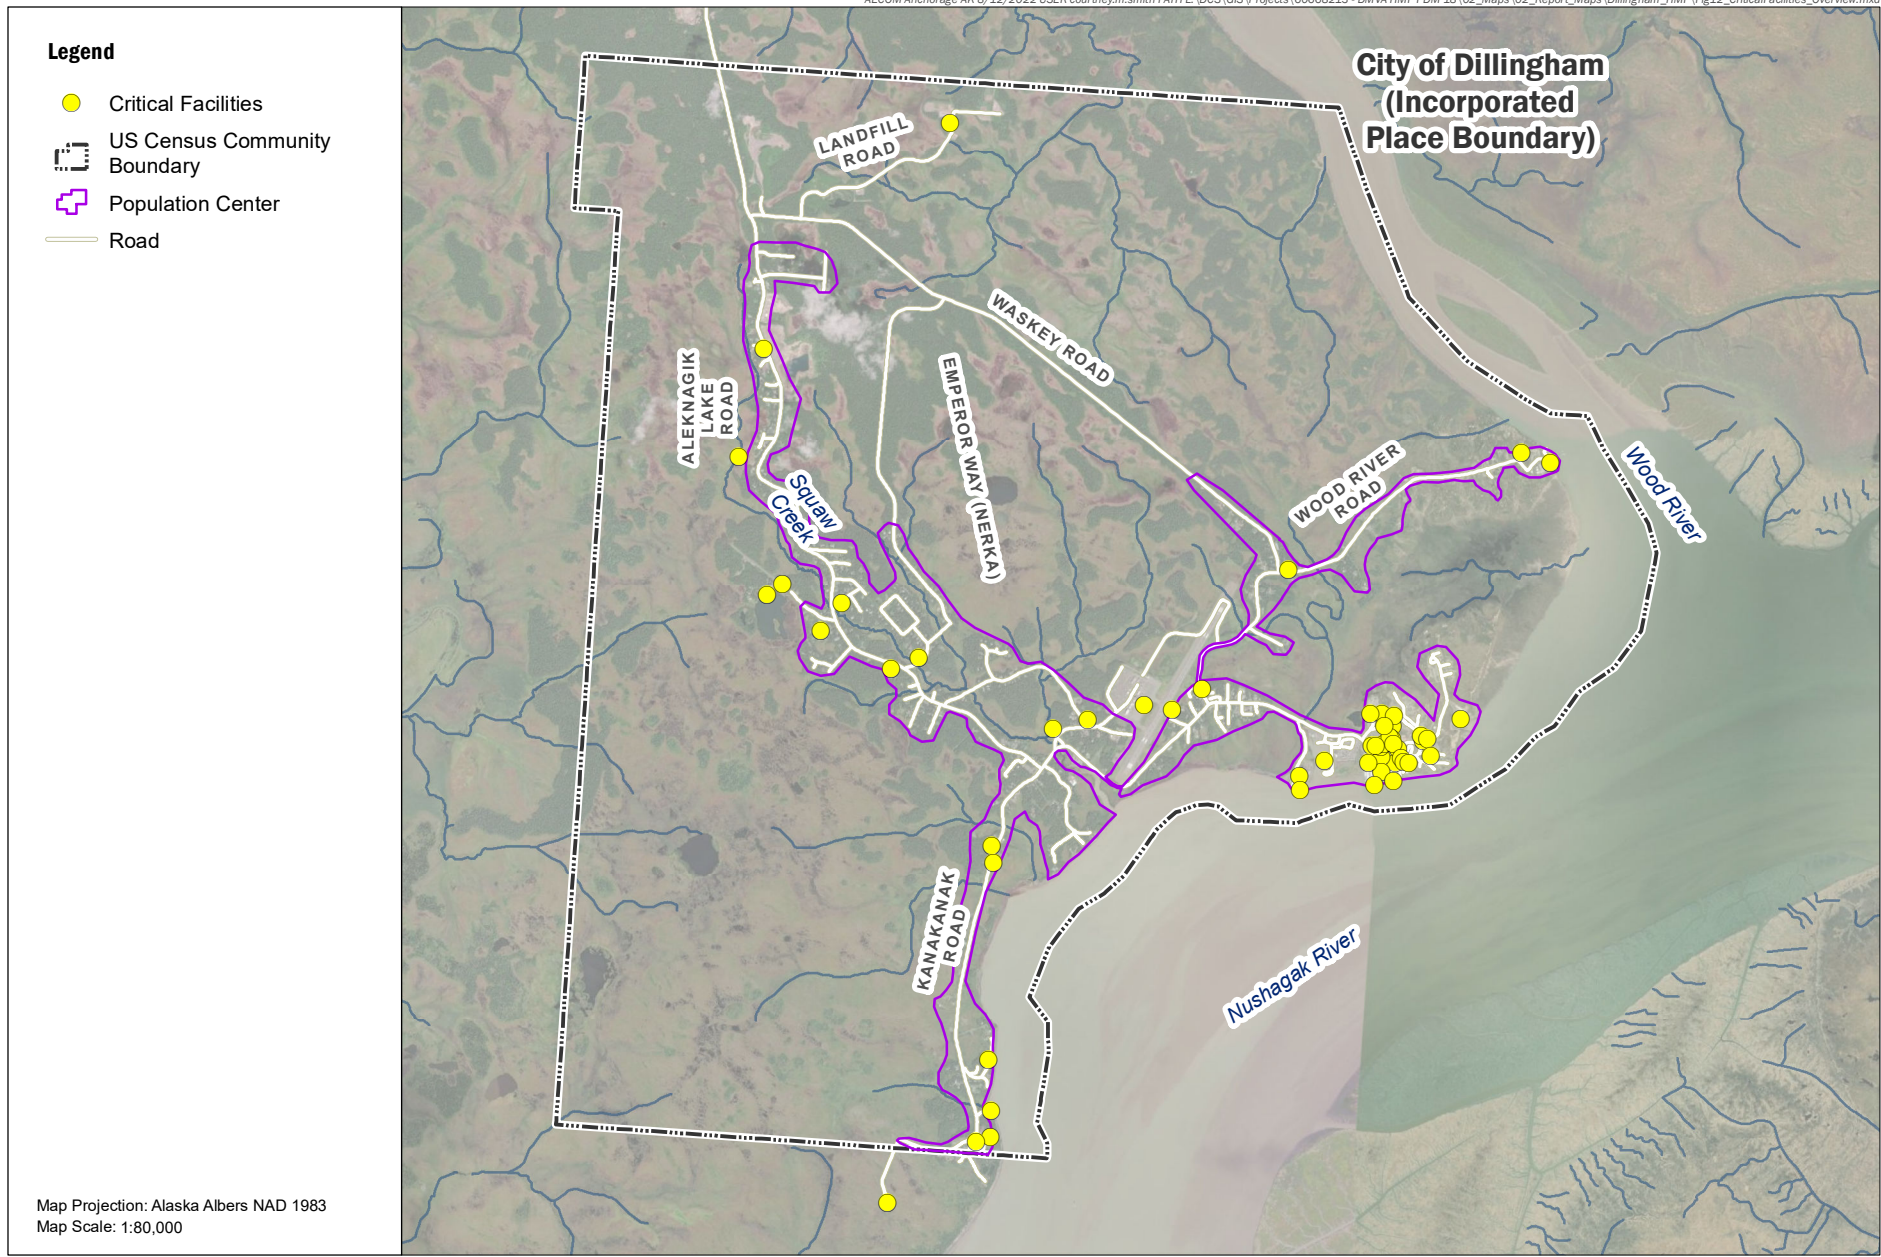 Legend
Critical Facilities
US Census Community
Boundary
Population Center
Road
Map Projection: Alaska Albers NAD 1983
Map Scale: 1:80,000
City of Dillingham
(Incorporated
Place Boundary)
LANDFILL
ROAD
WASKEY ROAD
ALEKNAGIK
LAKE
ROAD
EMPEROR WAY (NERKA)
WOOD RIVER
ROAD
Wood River
Squaw
Creek
KANAKANAK
ROAD
Nushagak River